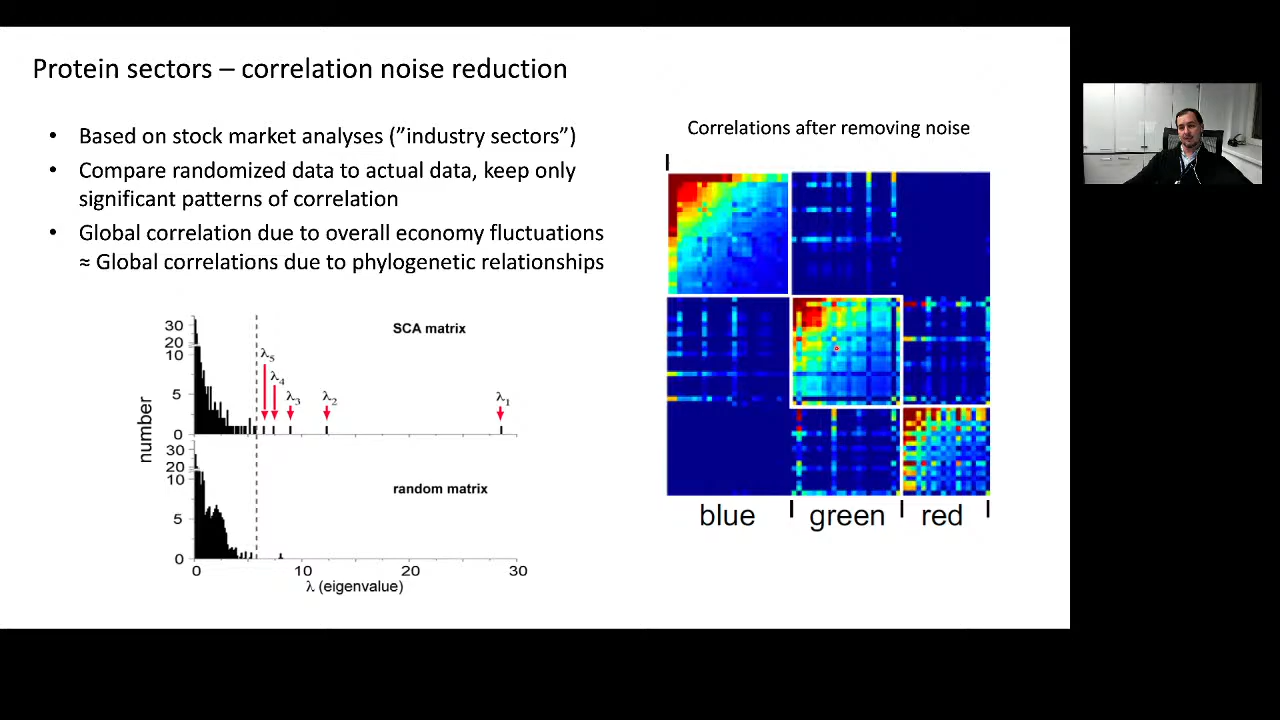 Protein sectors – correlation noise reduction
• Based on stock market analyses (”industry sectors”)
• Compare randomized data to actual data, keep only
significant patterns of correlation
• Global correlation due to overall economy fluctuations
≈ Global correlations due to phylogenetic relationships
Correlations after removing noise
SCA matrix
30
20
10
5
0
λ5
λ4
λ3
λ2
λ1
number
random matrix
30
20
10
5
0
0 10 20 30
λ (eigenvalue)
blue green red